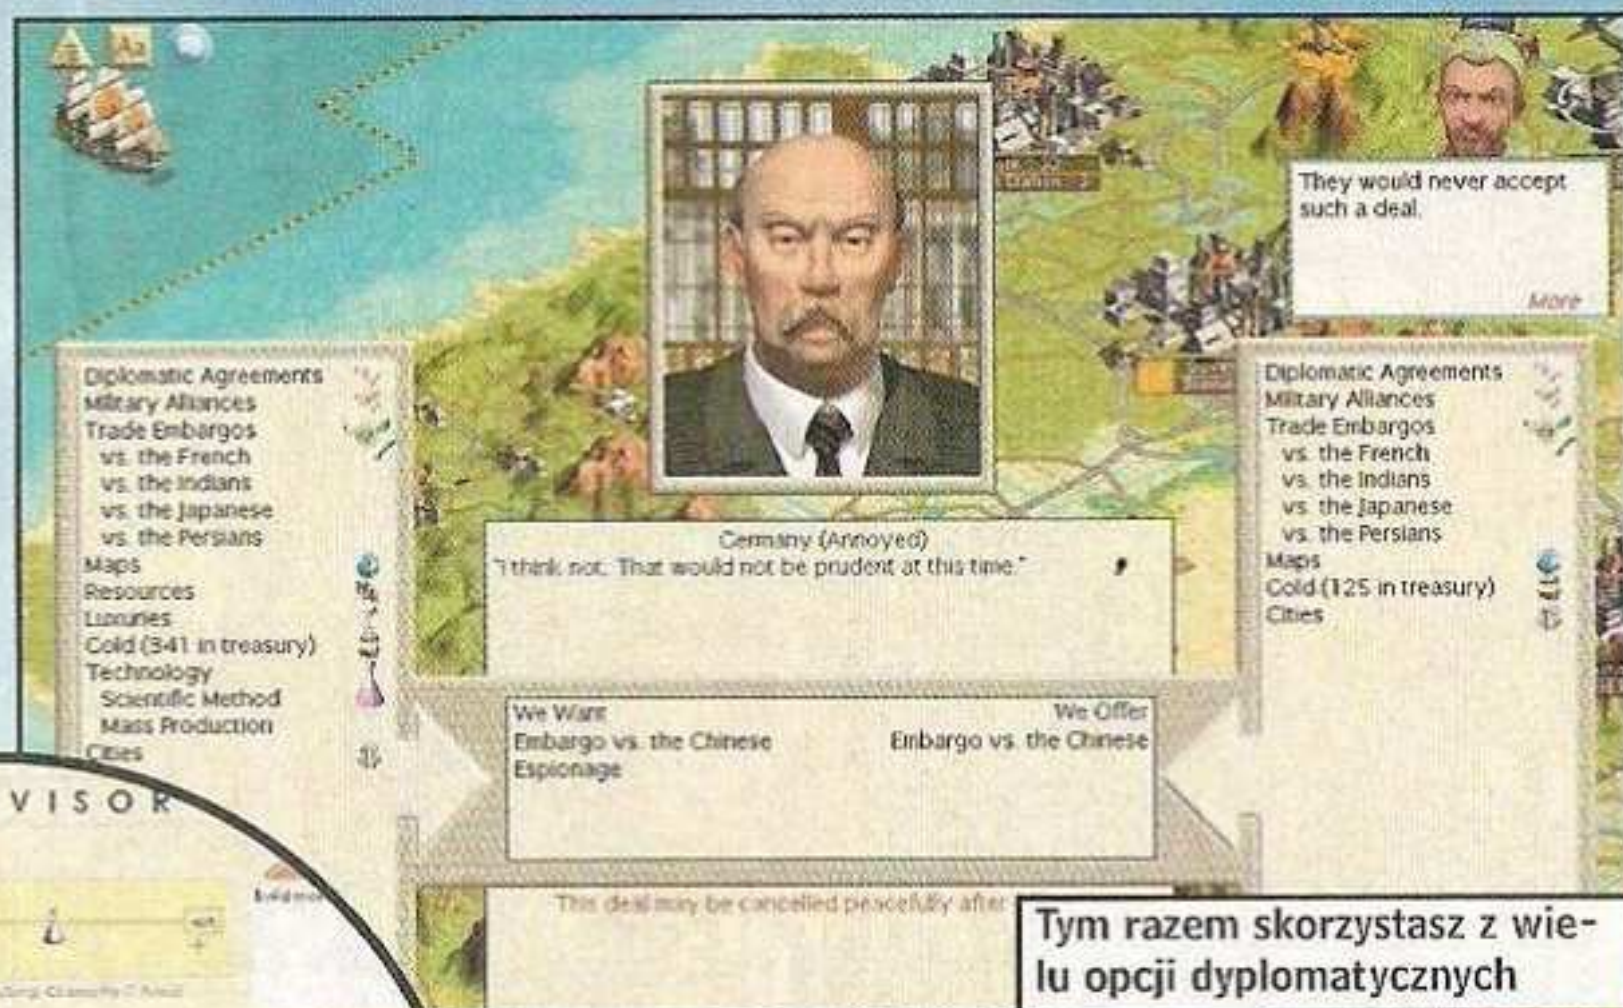 They would never accept
such a deal.
More
Diplomatic Agreements
Military Alliances
Trade Embargos
vs. the French
vs. the Indians
vs. the Japanese
vs. the Persians
Maps
Resources
Luxuries
Gold (341 in treasury)
Technology
Scientific Method
Mass Production
Cities
Germany (Annoyed)
"I think not. That would not be prudent at this time."
We Want
Embargo vs. the Chinese
Espionage
We Offer
Embargo vs. the Chinese
This deal may be cancelled peacefully after
Diplomatic Agreements
Military Alliances
Trade Embargos
vs. the French
vs. the Indians
vs. the Japanese
vs. the Persians
Maps
Gold (125 in treasury)
Cities
VISOR
Tym razem skorzystasz z wie-
lu opcji dyplomatycznych